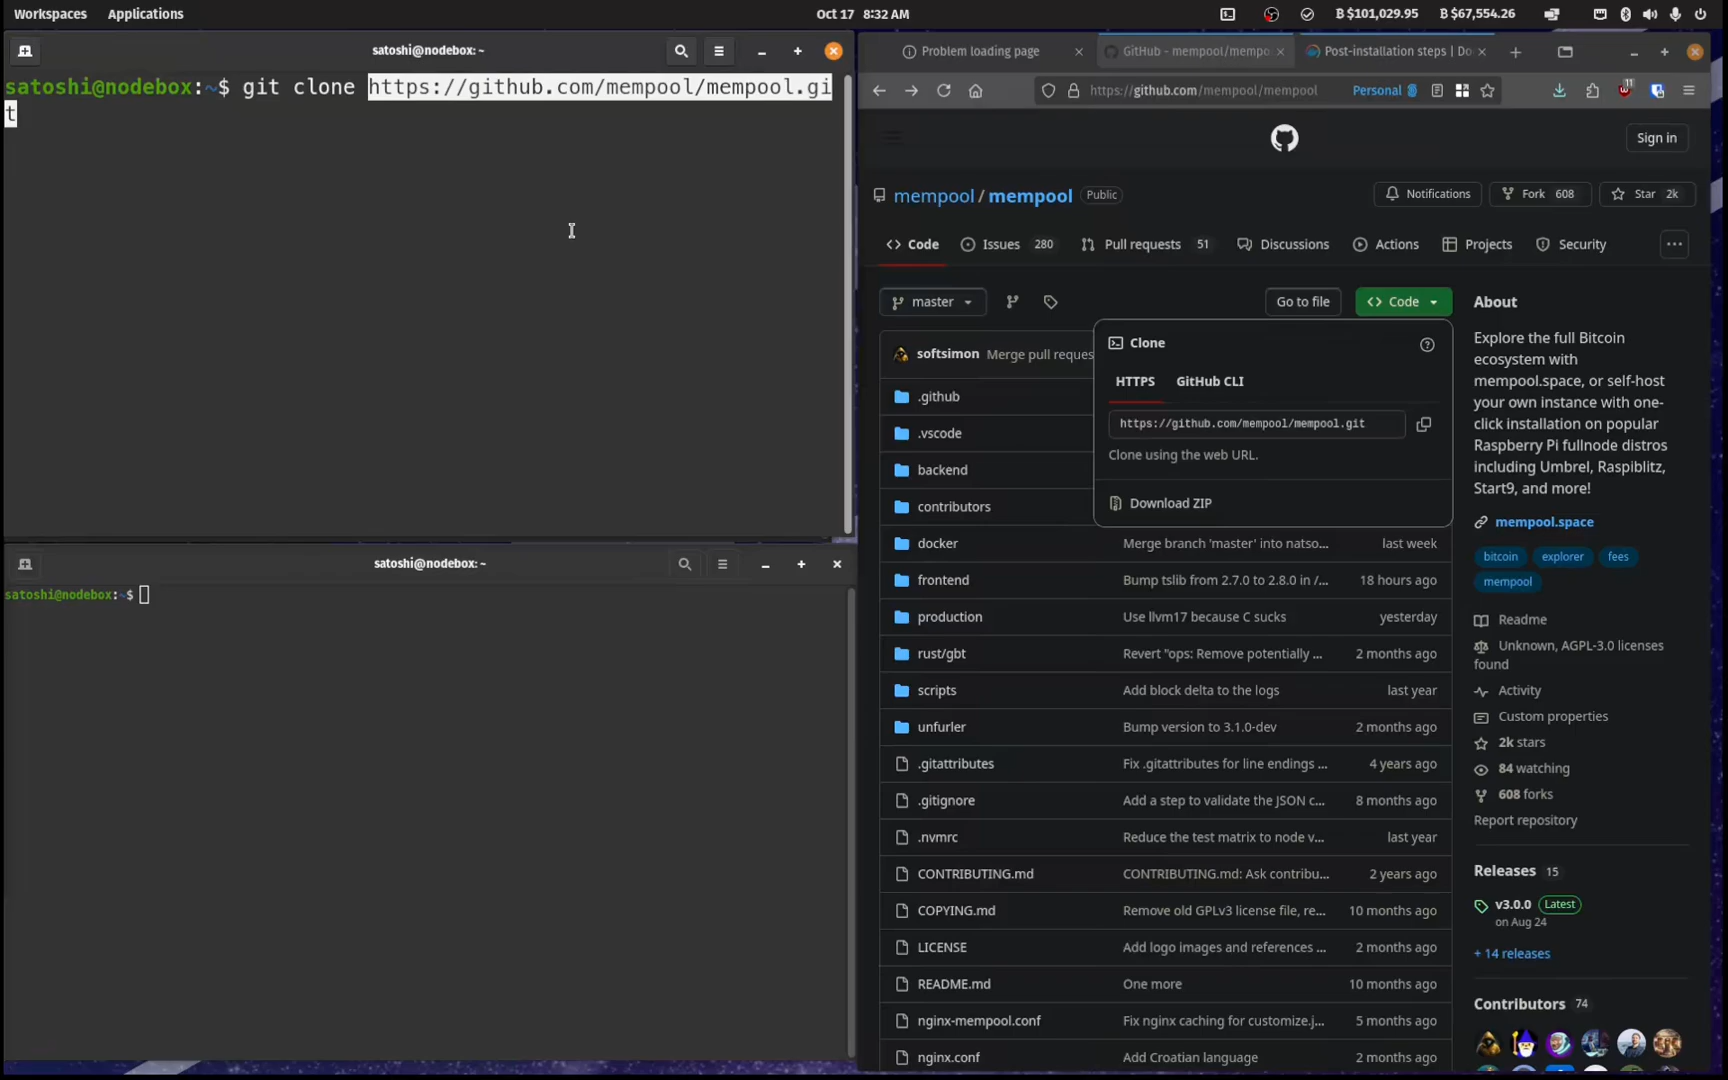 Workspaces Applications Oct 17 8:32 AM ₿ $101,029.95 ₿ $67,554.26
satoshi@nodebox: ~
satoshi@nodebox:~$ git clone https://github.com/mempool/mempool.gi
t
satoshi@nodebox: ~
satoshi@nodebox:~$
Problem loading page
GitHub - mempool/mempo
Post-installation steps | Do
https://github.com/mempool/mempool Personal 11
Sign in
mempool / mempool Public
Notifications Fork 608 Star 2k
Code Issues 280 Pull requests 51 Discussions Actions Projects Security
master Go to file Code
Clone
HTTPS GitHub CLI
https://github.com/mempool/mempool.git
Clone using the web URL.
Download ZIP
softsimon Merge pull reques
.github
.vscode
backend
contributors
docker Merge branch 'master' into natso... last week
frontend Bump tslib from 2.7.0 to 2.8.0 in /... 18 hours ago
production Use llvm17 because C sucks yesterday
rust/gbt Revert "ops: Remove potentially ... 2 months ago
scripts Add block delta to the logs last year
unfurler Bump version to 3.1.0-dev 2 months ago
.gitattributes Fix .gitattributes for line endings ... 4 years ago
.gitignore Add a step to validate the JSON c... 8 months ago
.nvmrc Reduce the test matrix to node v... last year
CONTRIBUTING.md CONTRIBUTING.md: Ask contribu... 2 years ago
COPYING.md Remove old GPLv3 license file, re... 10 months ago
LICENSE Add logo images and references ... 2 months ago
README.md One more 10 months ago
nginx-mempool.conf Fix nginx caching for customize.j... 5 months ago
nginx.conf Add Croatian language 2 months ago
About
Explore the full Bitcoin
ecosystem with
mempool.space, or self-host
your own instance with one-
click installation on popular
Raspberry Pi fullnode distros
including Umbrel, Raspiblitz,
Start9, and more!
mempool.space
bitcoin explorer fees
mempool
Readme
Unknown, AGPL-3.0 licenses
found
Activity
Custom properties
2k stars
84 watching
608 forks
Report repository
Releases 15
v3.0.0 Latest
on Aug 24
+ 14 releases
Contributors 74